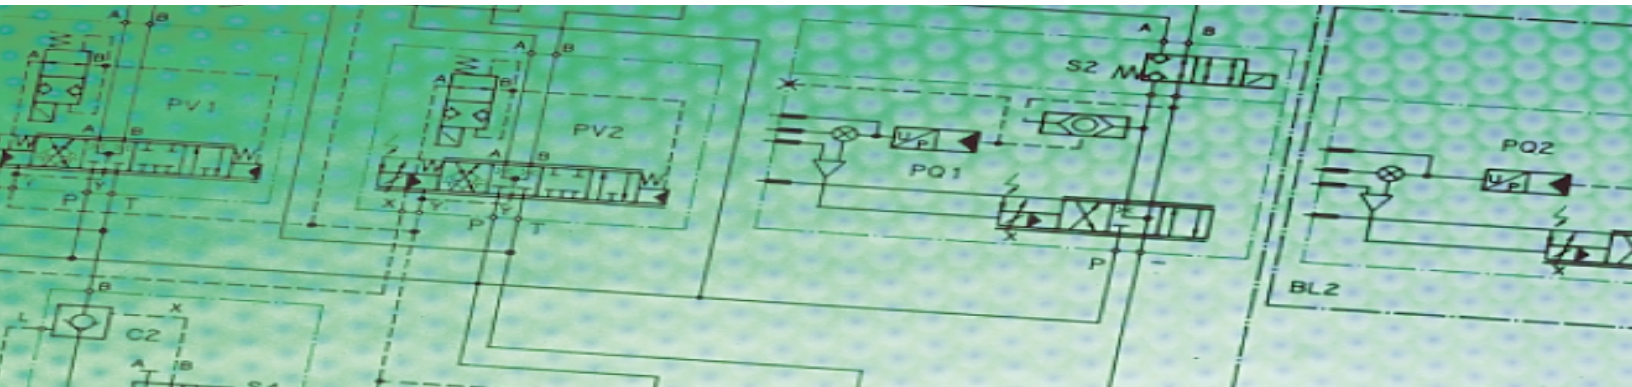 A B
A B
PV1
A B
P T
B
L X
C2
A B
A B
A B
PV2
A B
X Y Y
P T
A B
S2
U P
PQ1
X
P
PQ2
U P
X
BL2